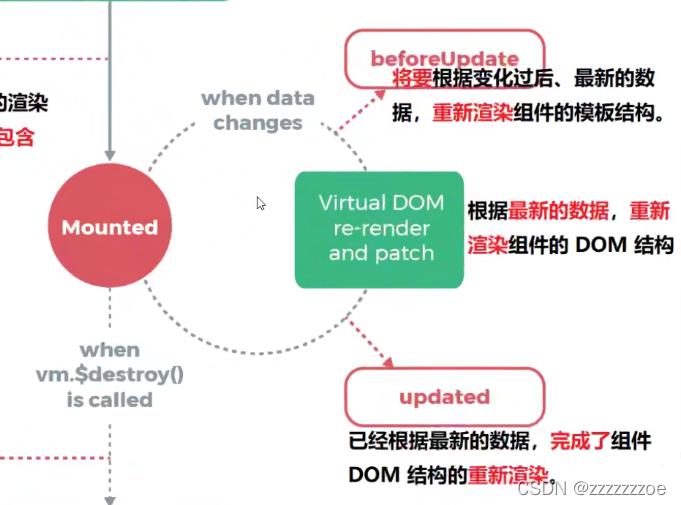 beforeUpdate
将要根据变化过后、最新的数
据，重新渲染组件的模板结构。
when data
changes
的渲染
包含
Mounted
Virtual DOM
re-render
and patch
根据最新的数据，重新
渲染组件的 DOM 结构
when
vm.$destroy()
is called
updated
已经根据最新的数据，完成了组件
DOM 结构的重新渲染。
CSDN @zzzzzzzoe